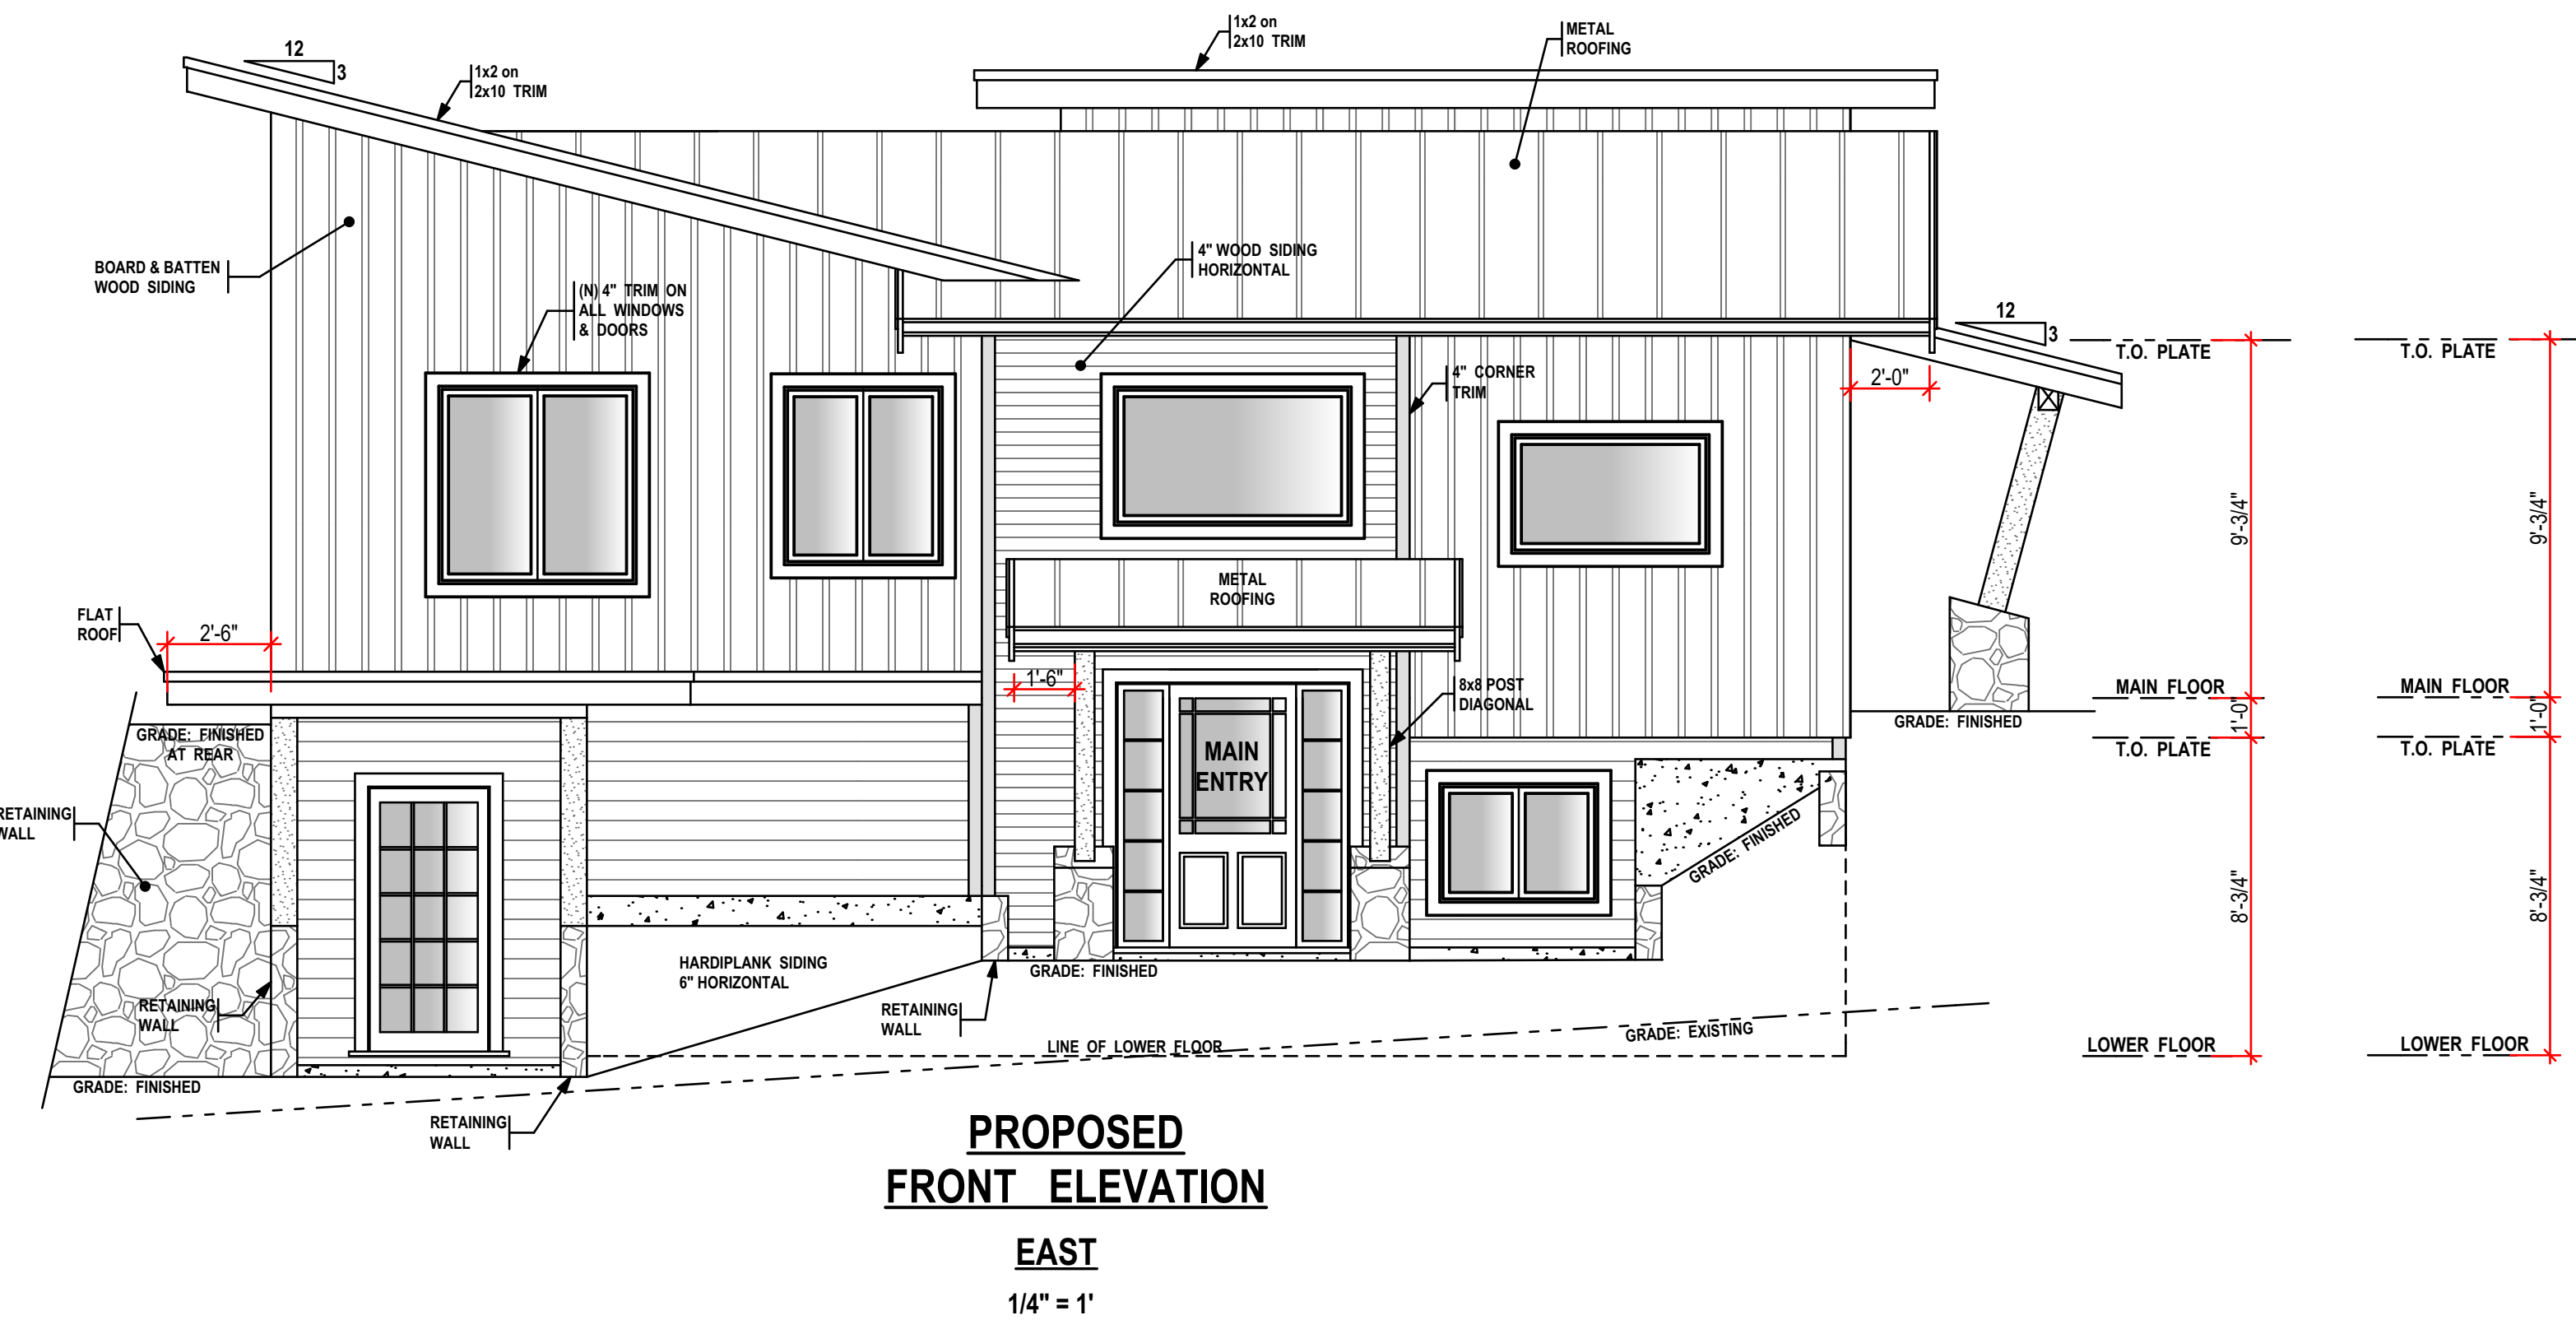 1x2 on
2x10 TRIM
METAL
ROOFING
12
3
1x2 on
2x10 TRIM
4" WOOD SIDING
HORIZONTAL
BOARD & BATTEN
WOOD SIDING
(N) 4" TRIM ON
ALL WINDOWS
& DOORS
12
3
T.O. PLATE
T.O. PLATE
4" CORNER
TRIM
2'-0"
9'-3/4"
9'-3/4"
METAL
ROOFING
FLAT
ROOF
2'-6"
1'-6"
8x8 POST
DIAGONAL
MAIN FLOOR
MAIN FLOOR
1'-0"
1'-0"
GRADE: FINISHED
GRADE: FINISHED
AT REAR
MAIN
ENTRY
T.O. PLATE
T.O. PLATE
RETAINING
WALL
GRADE: FINISHED
8'-3/4"
8'-3/4"
HARDIPLANK SIDING
6" HORIZONTAL
GRADE: FINISHED
RETAINING
WALL
RETAINING
WALL
GRADE: EXISTING
LINE OF LOWER FLOOR
LOWER FLOOR
LOWER FLOOR
GRADE: FINISHED
RETAINING
WALL
PROPOSED
FRONT ELEVATION
EAST
1/4" = 1'